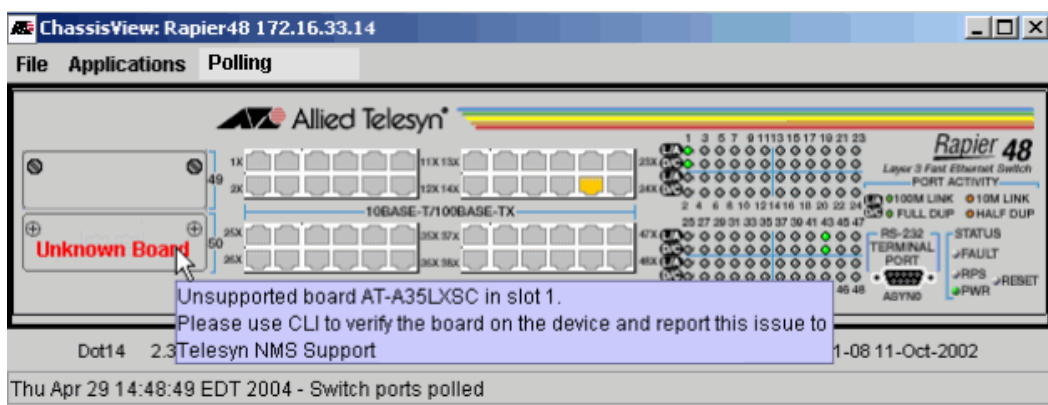 ChassisView: Rapier48 172.16.33.14
File Applications Polling
Allied Telesyn
Rapier 48
Layer 3 Fast Ethernet Switch
PORT ACTIVITY
100M LINK 10M LINK
FULL DUP HALF DUP
1 3 5 7 9 11 13 15 17 19 21 23
49 1X 11X 13X 23X
2X 12X 14X 24X
2 4 6 8 10 12 14 16 18 20 22 24
10BASE-T/100BASE-TX
25 27 29 31 33 35 37 39 41 43 45 47
Unknown Board
50 25X 35X 37X 47X
26X 36X 38X 48X
46 48
RS-232
TERMINAL
PORT
ASYN0
STATUS
FAULT
RPS
PWR
RESET
Unsupported board AT-A35LXSC in slot 1.
Please use CLI to verify the board on the device and report this issue to
Telesyn NMS Support
Dot14 2.3 1-08 11-Oct-2002
Thu Apr 29 14:48:49 EDT 2004 - Switch ports polled